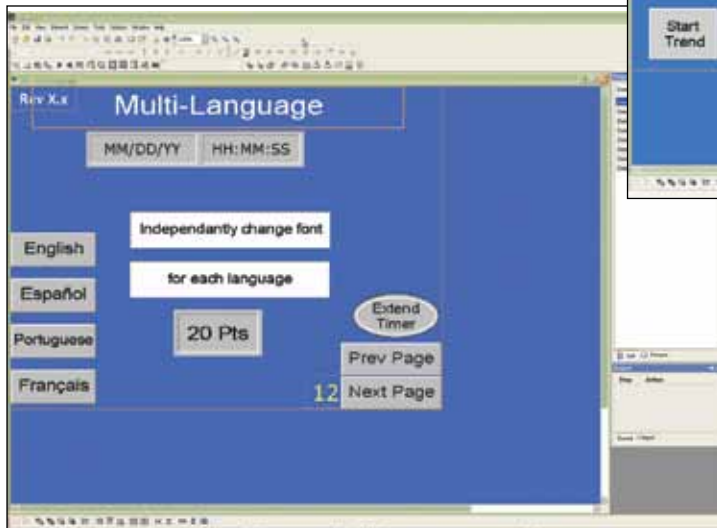 Start
Trend
Rev X.x
Multi-Language
MM/DD/YY
HH:MM:SS
Independantly change font
for each language
English
Español
Portuguese
Français
20 Pts
Extend
Timer
Prev Page
12
Next Page